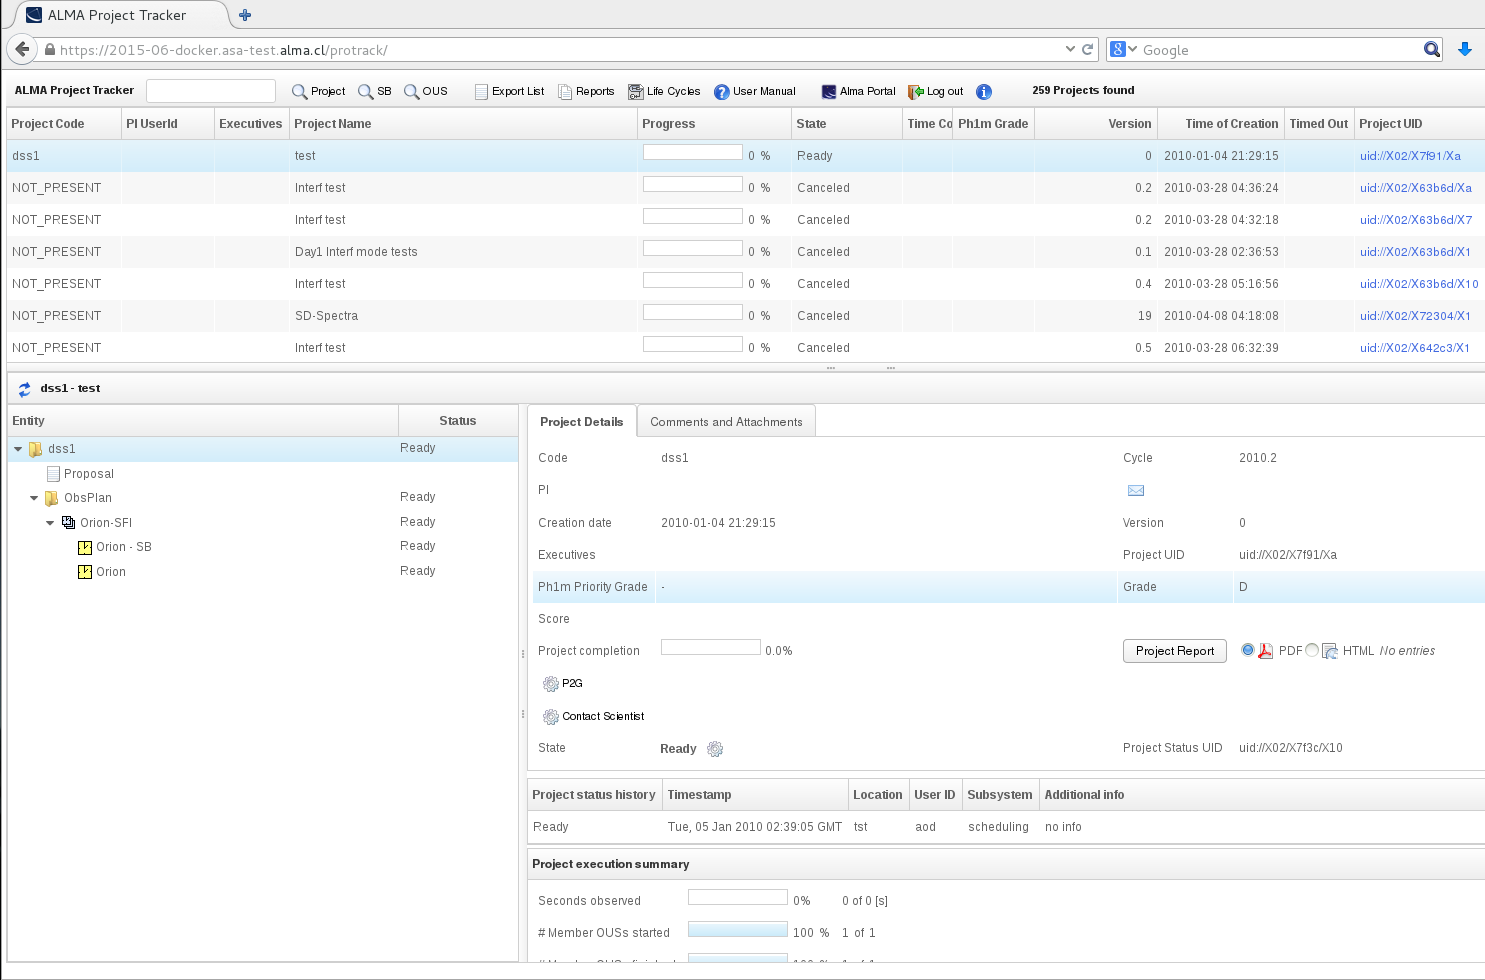 ALMA Project Tracker
https://2015-06-docker.asa-test.alma.cl/protrack/
8 Google
ALMA Project Tracker Project SB OUS Export List Reports Life Cycles User Manual Alma Portal Log out 259 Projects found
Project Code PI UserId Executives Project Name Progress State Time Co Ph1m Grade Version Time of Creation Timed Out Project UID
dss1 test 0 % Ready 0 2010-01-04 21:29:15 uid://X02/X7f91/Xa
NOT_PRESENT Interf test 0 % Canceled 0.2 2010-03-28 04:36:24 uid://X02/X63b6d/Xa
NOT_PRESENT Interf test 0 % Canceled 0.2 2010-03-28 04:32:18 uid://X02/X63b6d/X7
NOT_PRESENT Day1 Interf mode tests 0 % Canceled 0.1 2010-03-28 02:36:53 uid://X02/X63b6d/X1
NOT_PRESENT Interf test 0 % Canceled 0.4 2010-03-28 05:16:56 uid://X02/X63b6d/X10
NOT_PRESENT SD-Spectra 0 % Canceled 19 2010-04-08 04:18:08 uid://X02/X72304/X1
NOT_PRESENT Interf test 0 % Canceled 0.5 2010-03-28 06:32:39 uid://X02/X642c3/X1
dss1 - test
Entity Status
dss1 Ready
Proposal
ObsPlan Ready
Orion-SFI Ready
Orion - SB Ready
Orion Ready
Project Details Comments and Attachments
Code dss1 Cycle 2010.2
PI
Creation date 2010-01-04 21:29:15 Version 0
Executives Project UID uid://X02/X7f91/Xa
Ph1m Priority Grade - Grade D
Score
Project completion 0.0% Project Report PDF HTML No entries
P2G
Contact Scientist
State Ready Project Status UID uid://X02/X7f3c/X10
Project status history Timestamp Location User ID Subsystem Additional info
Ready Tue, 05 Jan 2010 02:39:05 GMT tst aod scheduling no info
Project execution summary
Seconds observed 0% 0 of 0 [s]
# Member OUSs started 100 % 1 of 1